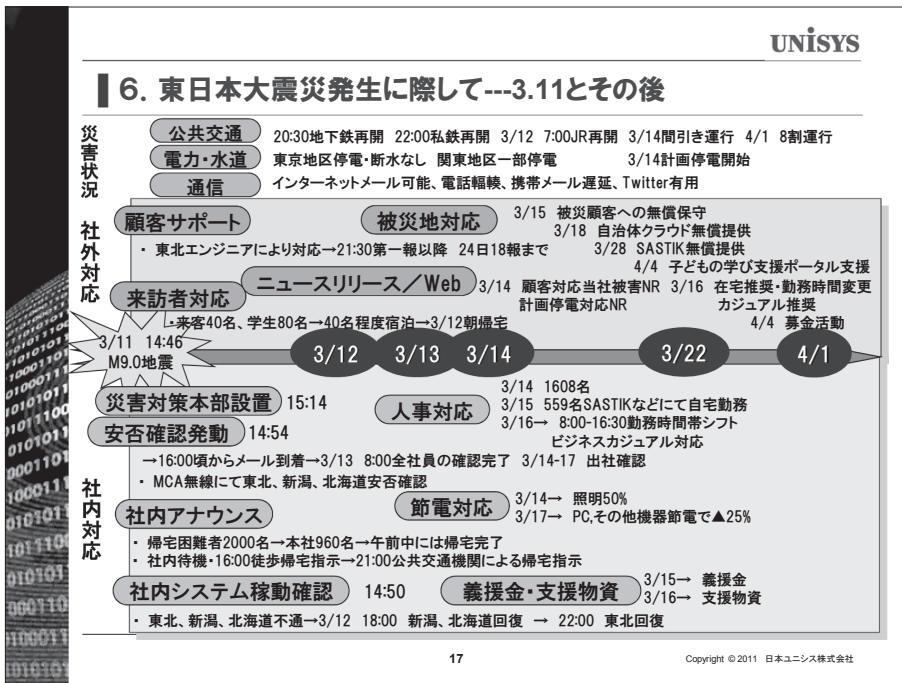 UNISYS
６．東日本大震災発生に際して---3.11とその後
災害状況
公共交通 20:30地下鉄再開 22:00私鉄再開 3/12 7:00JR再開 3/14間引き運行 4/1 8割運行
電力・水道 東京地区停電・断水なし 関東地区一部停電 3/14計画停電開始
通信 インターネットメール可能、電話輻輳、携帯メール遅延、Twitter有用
社外対応
顧客サポート
・ 東北エンジニアにより対応→21:30第一報以降 24日18報まで
被災地対応 3/15 被災顧客への無償保守
3/18 自治体クラウド無償提供
3/28 SASTIK無償提供
4/4 子どもの学び支援ポータル支援
ニュースリリース／Web 3/14 顧客対応当社被害NR 3/16 在宅推奨・勤務時間変更
計画停電対応NR カジュアル推奨
4/4 募金活動
来訪者対応
・来客40名、学生80名→40名程度宿泊→3/12朝帰宅
3/11 14:46
M9.0地震
3/12 3/13 3/14 3/22 4/1
社内対応
災害対策本部設置 15:14
安否確認発動 14:54
→16:00頃からメール到着→3/13 8:00全社員の確認完了 3/14-17 出社確認
・ MCA無線にて東北、新潟、北海道安否確認
人事対応
3/14 1608名
3/15 559名SASTIKなどにて自宅勤務
3/16→ 8:00-16:30勤務時間帯シフト
ビジネスカジュアル対応
社内アナウンス
・ 帰宅困難者2000名→本社960名→午前中には帰宅完了
・ 社内待機・16:00徒歩帰宅指示→21:00公共交通機関による帰宅指示
節電対応 3/14→ 照明50%
3/17→ PC,その他機器節電で▲25%
社内システム稼動確認 14:50
・ 東北、新潟、北海道不通→3/12 18:00 新潟、北海道回復 → 22:00 東北回復
義援金・支援物資 3/15→ 義援金
3/16→ 支援物資
17
Copyright © 2011 日本ユニシス株式会社